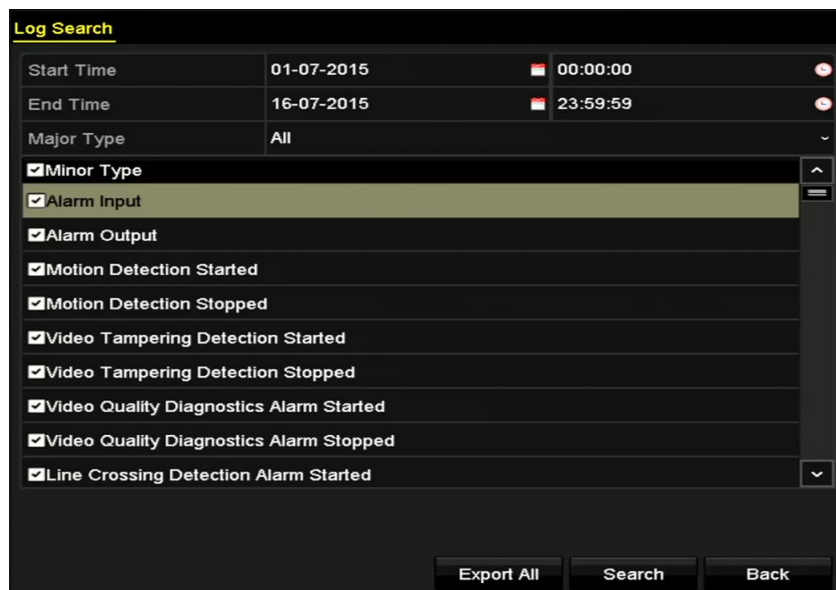 Log Search
Start Time 01-07-2015 00:00:00
End Time 16-07-2015 23:59:59
Major Type All
Minor Type
Alarm Input
Alarm Output
Motion Detection Started
Motion Detection Stopped
Video Tampering Detection Started
Video Tampering Detection Stopped
Video Quality Diagnostics Alarm Started
Video Quality Diagnostics Alarm Stopped
Line Crossing Detection Alarm Started
Export All Search Back